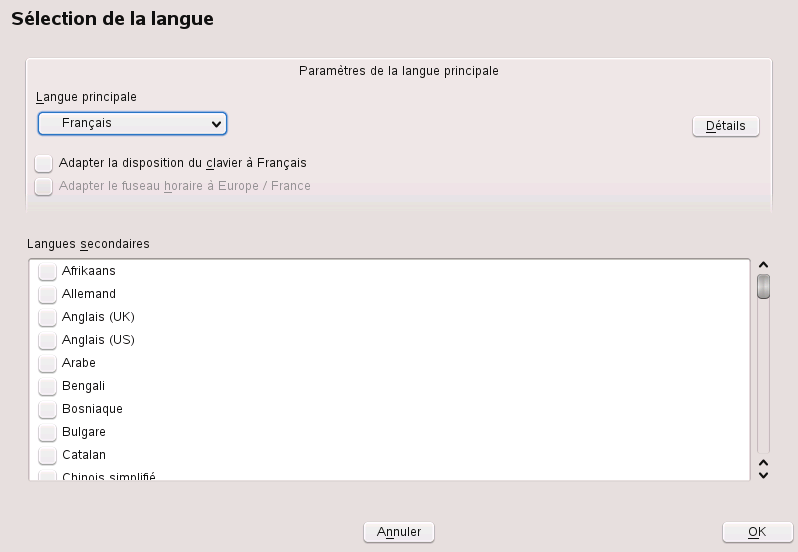 Sélection de la langue
Paramètres de la langue principale
Langue principale
Français
Détails
Adapter la disposition du clavier à Français
Adapter le fuseau horaire à Europe / France
Langues secondaires
Afrikaans
Allemand
Anglais (UK)
Anglais (US)
Arabe
Bengali
Bosniaque
Bulgare
Catalan
Chinois simplifié
Annuler
OK